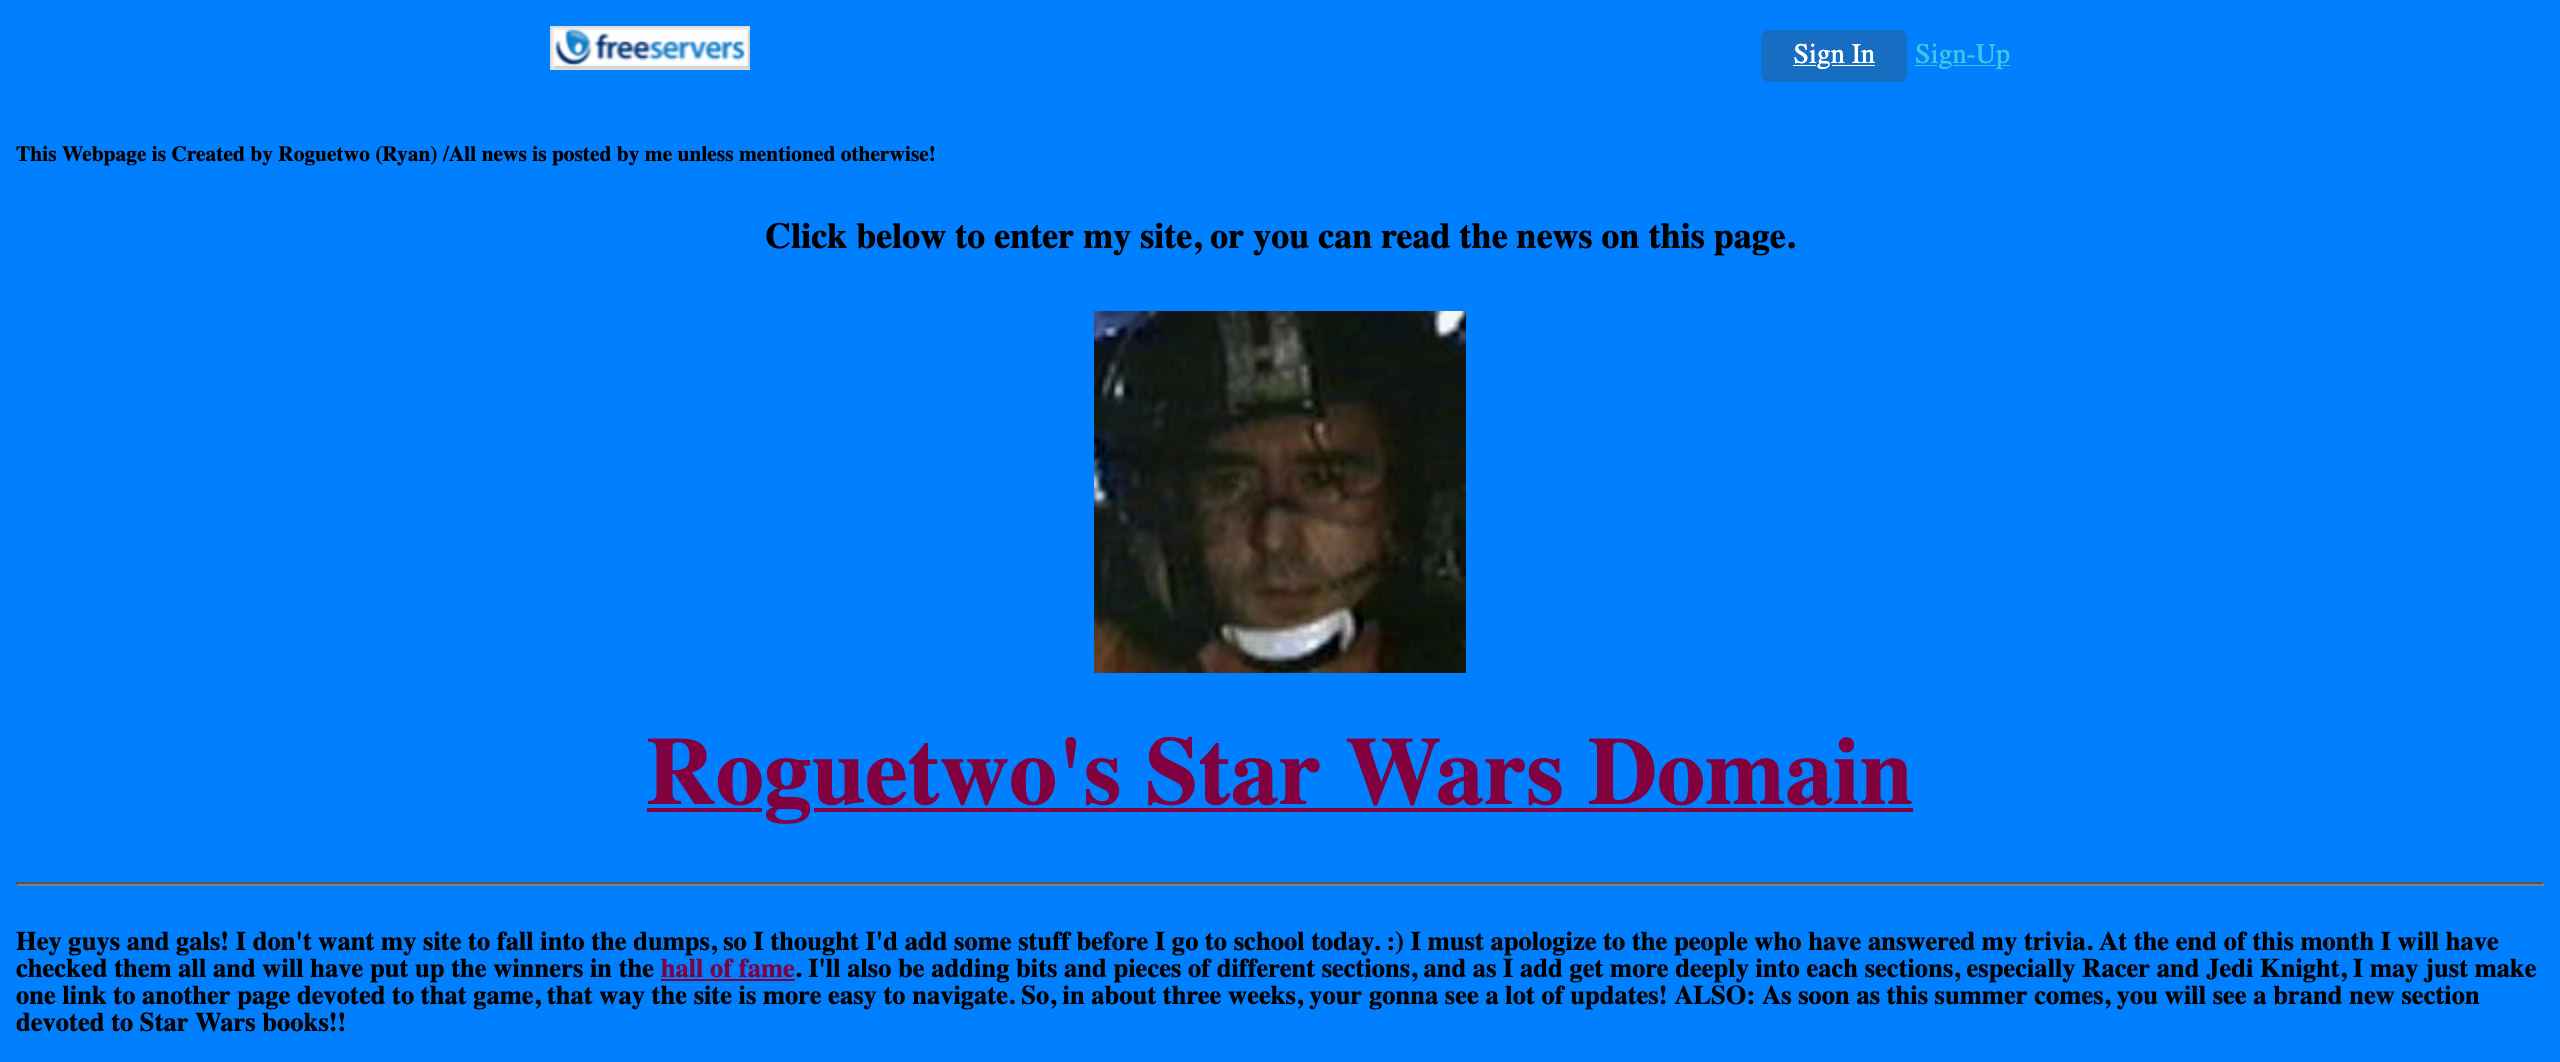 freeservers
Sign In Sign-Up
This Webpage is Created by Roguetwo (Ryan) /All news is posted by me unless mentioned otherwise!
Click below to enter my site, or you can read the news on this page.
Roguetwo's Star Wars Domain
Hey guys and gals! I don't want my site to fall into the dumps, so I thought I'd add some stuff before I go to school today. :) I must apologize to the people who have answered my trivia. At the end of this month I will have
checked them all and will have put up the winners in the hall of fame. I'll also be adding bits and pieces of different sections, and as I add get more deeply into each sections, especially Racer and Jedi Knight, I may just make
one link to another page devoted to that game, that way the site is more easy to navigate. So, in about three weeks, your gonna see a lot of updates! ALSO: As soon as this summer comes, you will see a brand new section
devoted to Star Wars books!!